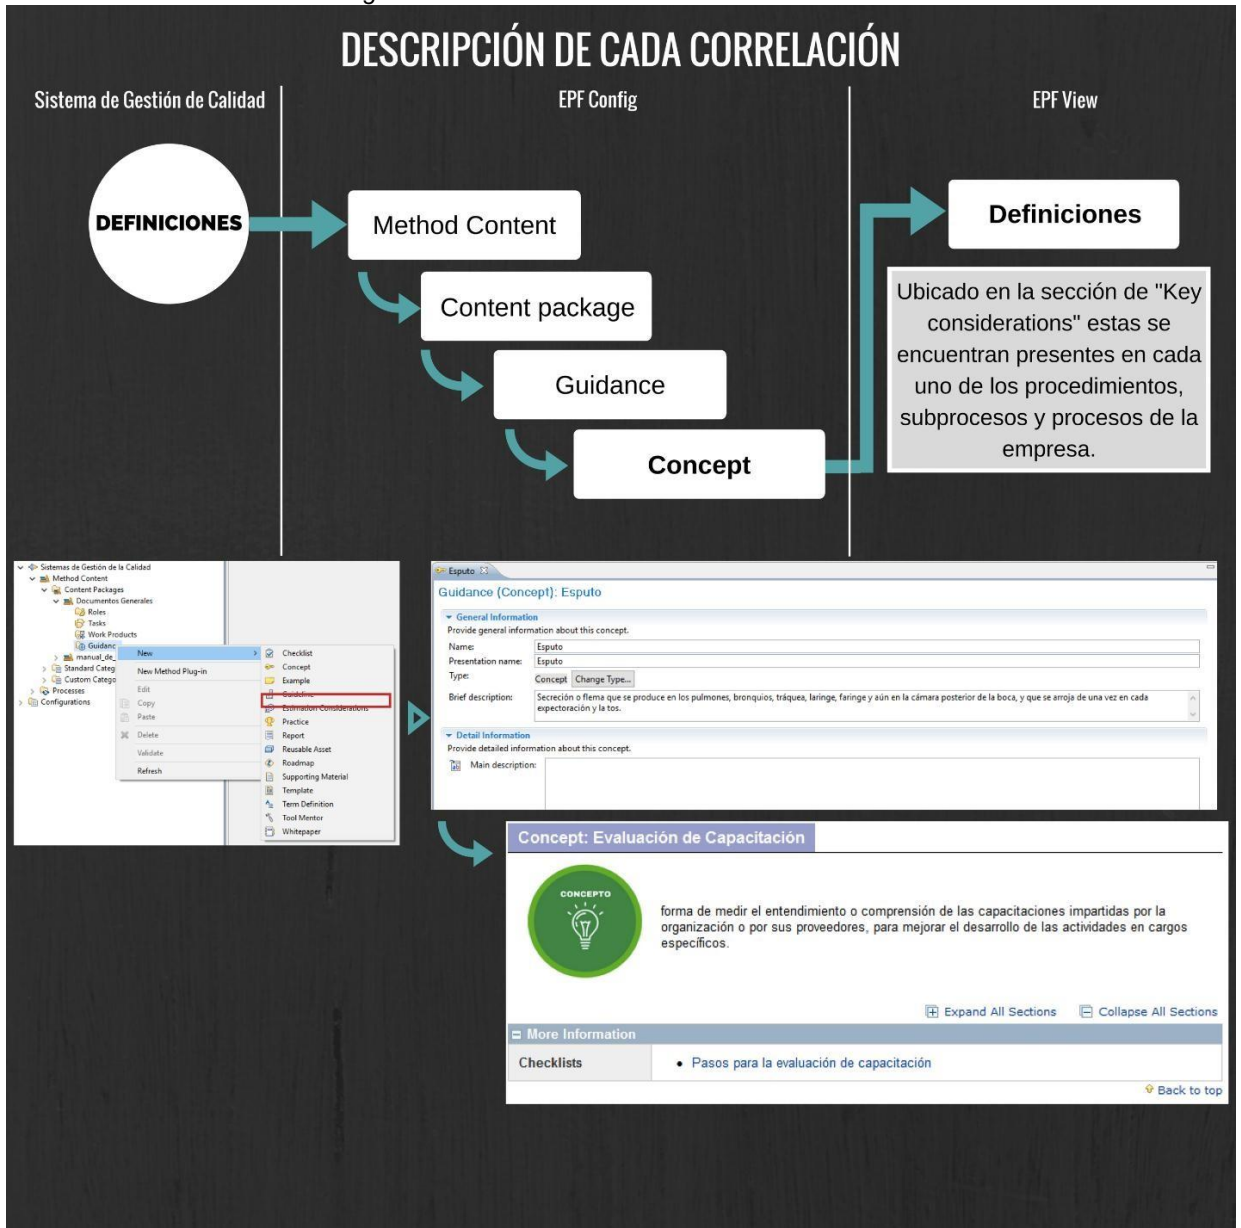 DESCRIPCIÓN DE CADA CORRELACIÓN
Sistema de Gestión de Calidad
EPF Config
EPF View
DEFINICIONES
Method Content
Content package
Guidance
Concept
Definiciones
Ubicado en la sección de "Key
considerations" estas se
encuentran presentes en cada
uno de los procedimientos,
subprocesos y procesos de la
empresa.
Sistemas de Gestión de la Calidad
Method Content
Content Packages
Documentos Generales
Roles
Tasks
Work Products
Guidanc
manual_de_
Standard Categ
Custom Catego
Processes
Configurations
New
New Method Plug-in
Edit
Copy
Paste
Delete
Validate
Refresh
Checklist
Concept
Example
Guideline
Estimation Considerations
Practice
Report
Reusable Asset
Roadmap
Supporting Material
Template
Term Definition
Tool Mentor
Whitepaper
Esputo
Guidance (Concept): Esputo
General Information
Provide general information about this concept.
Name: Esputo
Presentation name: Esputo
Type: Concept Change Type...
Brief description: Secreción o flema que se produce en los pulmones, bronquios, tráquea, laringe, faringe y aún en la cámara posterior de la boca, y que se arroja de una vez en cada
expectoración y la tos.
Detail Information
Provide detailed information about this concept.
Main description:
Concept: Evaluación de Capacitación
CONCEPTO
forma de medir el entendimiento o comprensión de las capacitaciones impartidas por la
organización o por sus proveedores, para mejorar el desarrollo de las actividades en cargos
específicos.
Expand All Sections Collapse All Sections
More Information
Checklists • Pasos para la evaluación de capacitación
Back to top